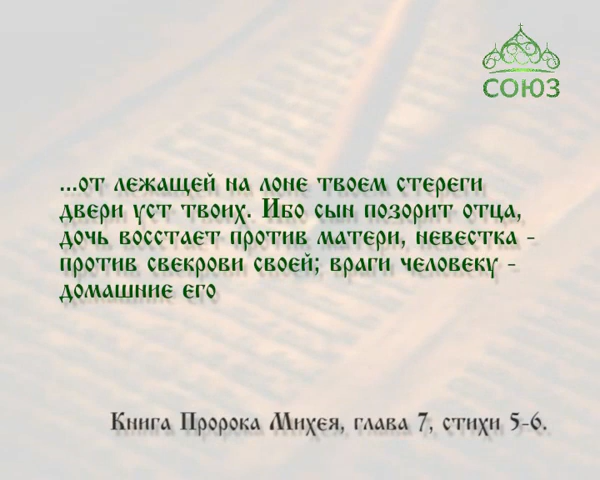 СОЮЗ
...от лежащей на лоне твоем стереги
двери уст твоих. Ибо сын позорит отца,
дочь восстает против матери, невестка -
против свекрови своей; враги человеку -
домашние его
Книга Пророка Михея, глава 7, стихи 5-6.